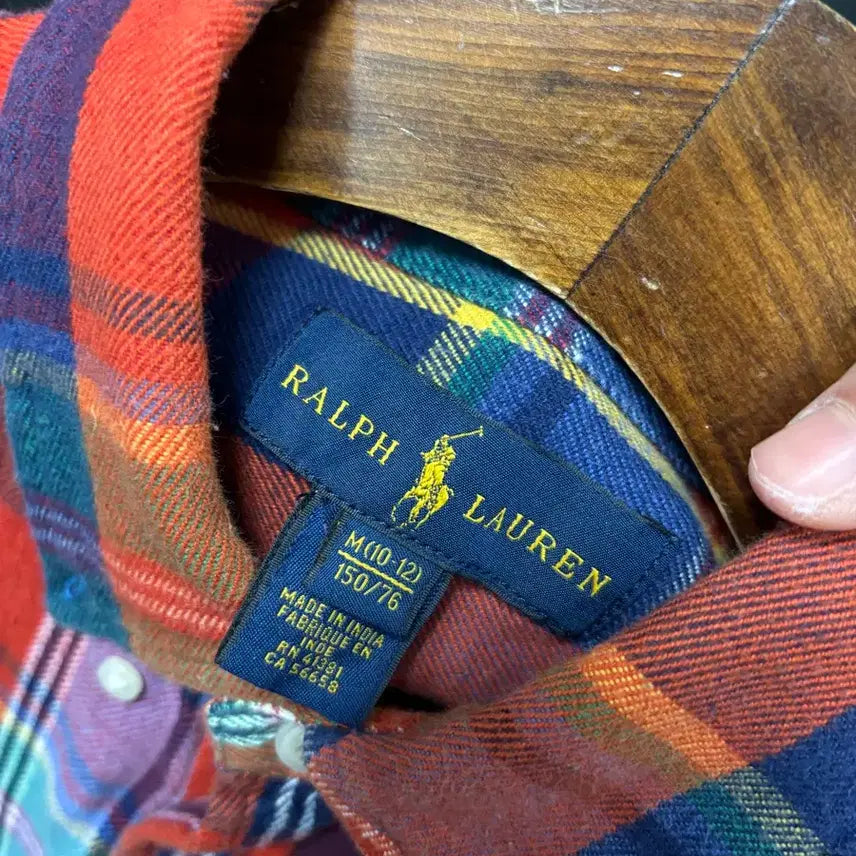 RALPH LAUREN
M(10-12)
150/76
MADE IN INDIA
FABRIQUÉ EN
INDE
RN 41381
CA 56658